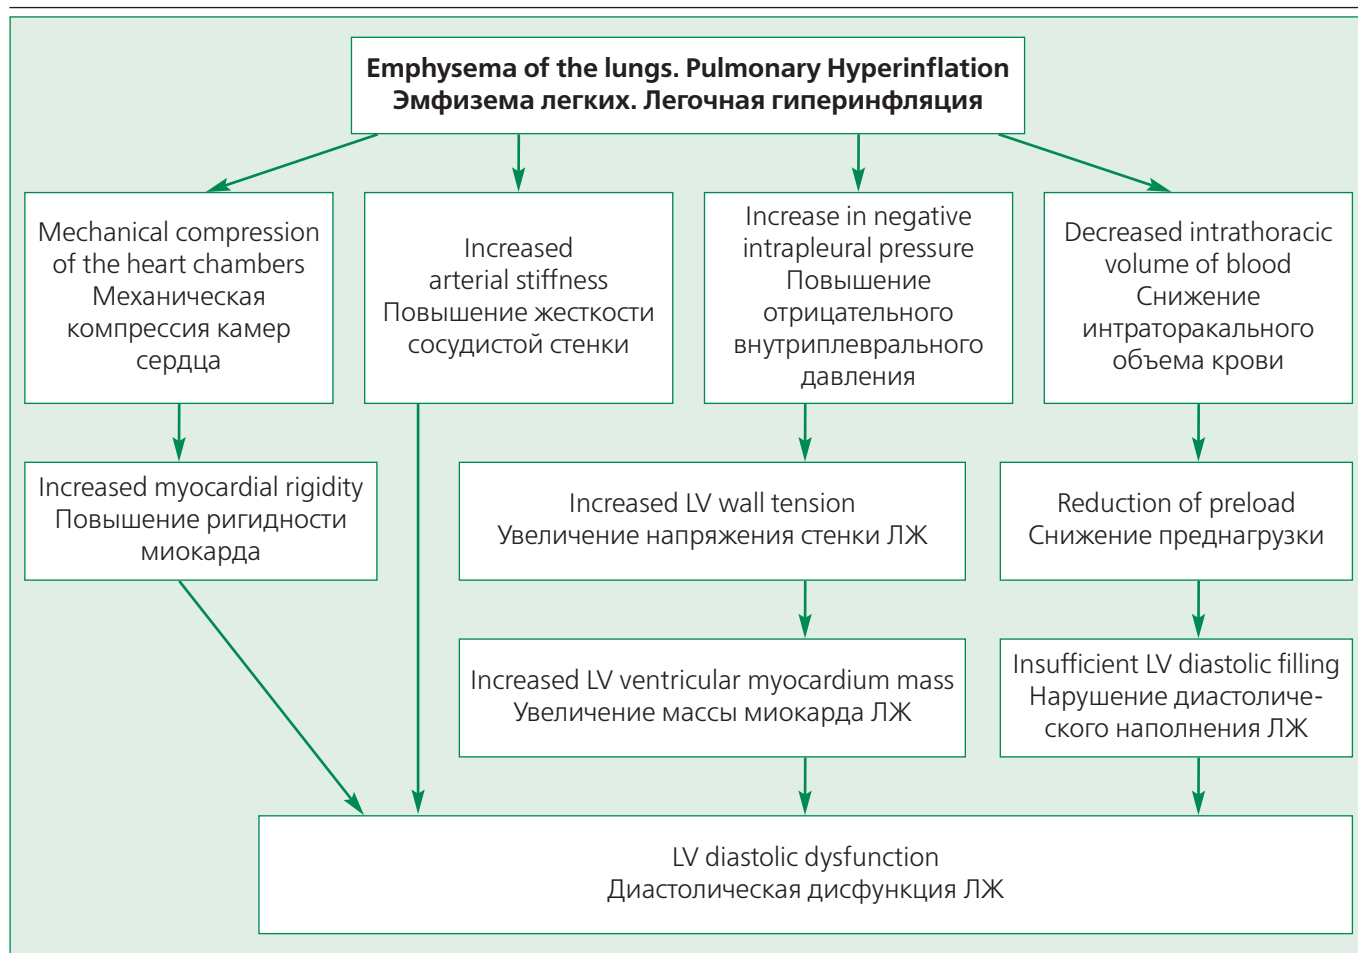 Emphysema of the lungs. Pulmonary Hyperinflation
Эмфизема легких. Легочная гиперинфляция
Mechanical compression
of the heart chambers
Механическая
компрессия камер
сердца
Increased
arterial stiffness
Повышение жесткости
сосудистой стенки
Increase in negative
intrapleural pressure
Повышение
отрицательного
внутриплеврального
давления
Decreased intrathoracic
volume of blood
Снижение
интраторакального
объема крови
Increased myocardial rigidity
Повышение ригидности
миокарда
Increased LV wall tension
Увеличение напряжения стенки ЛЖ
Reduction of preload
Снижение преднагрузки
Increased LV ventricular myocardium mass
Увеличение массы миокарда ЛЖ
Insufficient LV diastolic filling
Нарушение диастоличе-
ского наполнения ЛЖ
LV diastolic dysfunction
Диастолическая дисфункция ЛЖ